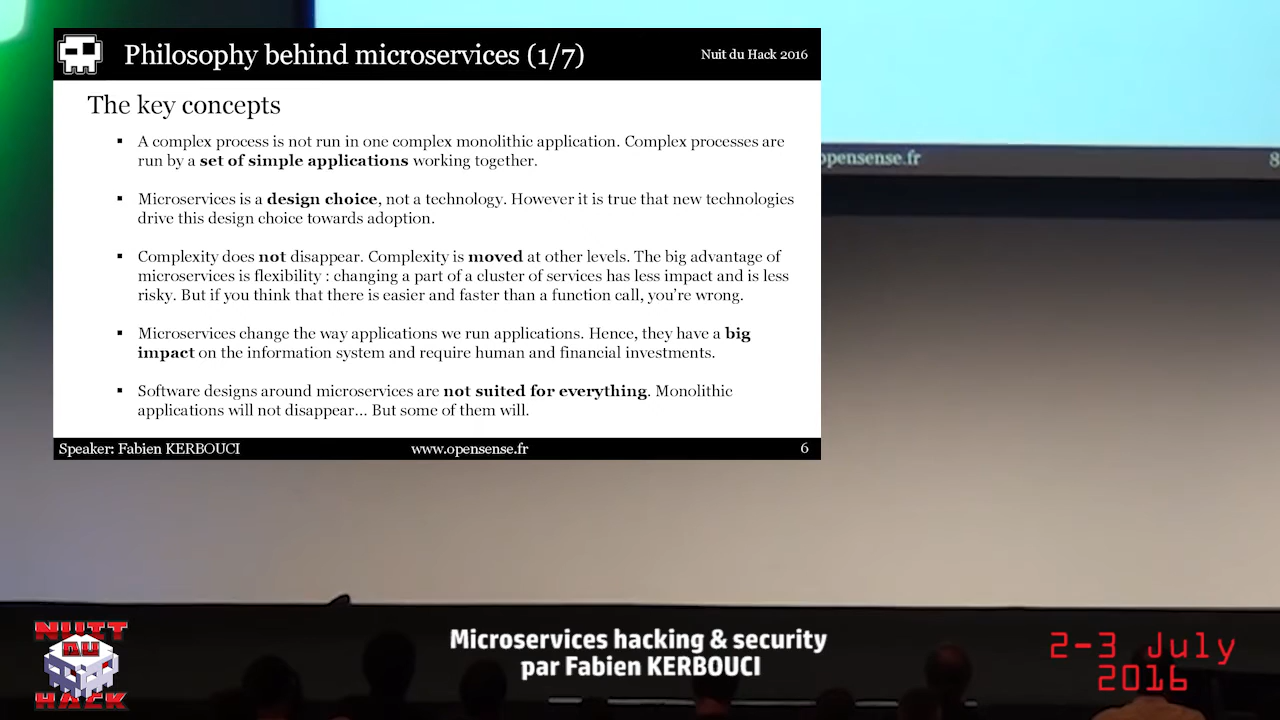 Philosophy behind microservices (1/7)
Nuit du Hack 2016
The key concepts
▪ A complex process is not run in one complex monolithic application. Complex processes are
run by a set of simple applications working together.
▪ Microservices is a design choice, not a technology. However it is true that new technologies
drive this design choice towards adoption.
▪ Complexity does not disappear. Complexity is moved at other levels. The big advantage of
microservices is flexibility : changing a part of a cluster of services has less impact and is less
risky. But if you think that there is easier and faster than a function call, you're wrong.
▪ Microservices change the way applications we run applications. Hence, they have a big
impact on the information system and require human and financial investments.
▪ Software designs around microservices are not suited for everything. Monolithic
applications will not disappear... But some of them will.
Speaker: Fabien KERBOUCI
www.opensense.fr
6
opensense.fr
8
NUIT
DU
HACK
Microservices hacking & security
par Fabien KERBOUCI
2-3 July
2016